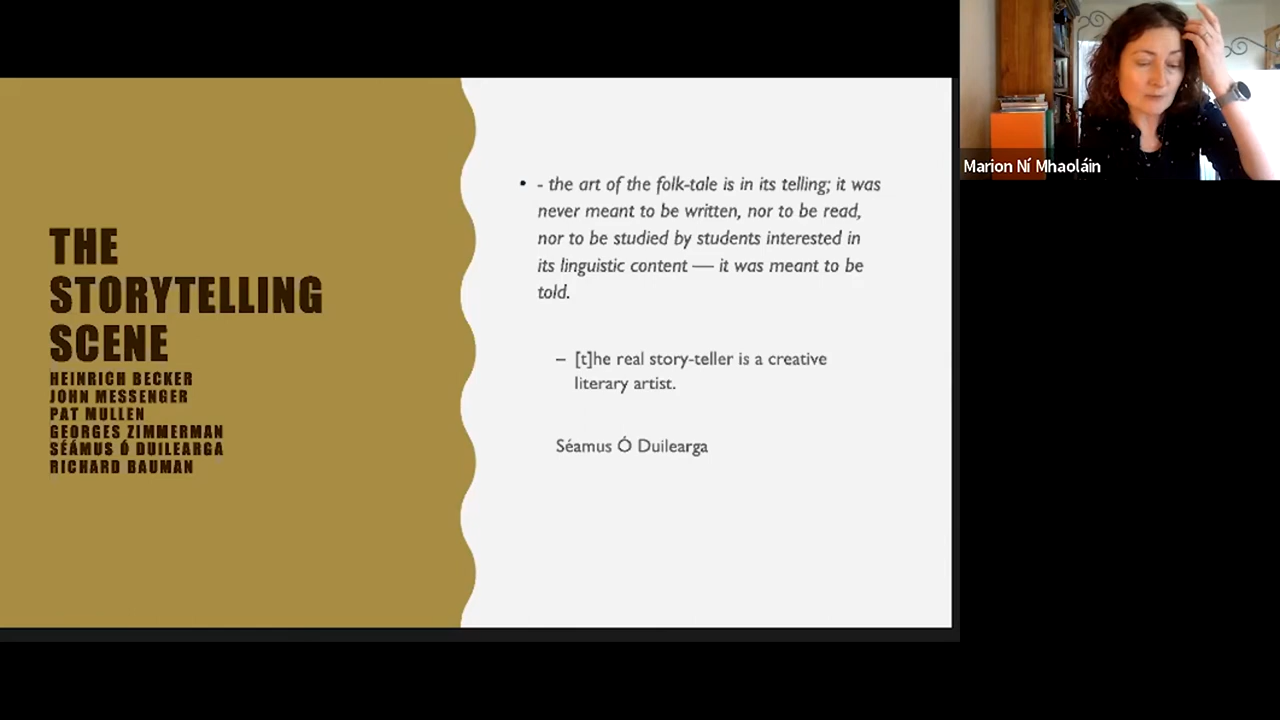 THE
STORYTELLING
SCENE
HEINRICH BECKER
JOHN MESSENGER
PAT MULLEN
GEORGES ZIMMERMAN
SÉÁMUS Ó DUILEARGA
RICHARD BAUMAN
• - the art of the folk-tale is in its telling; it was
never meant to be written, nor to be read,
nor to be studied by students interested in
its linguistic content — it was meant to be
told.
– [t]he real story-teller is a creative
literary artist.
Séamus Ó Duilearga
Marion Ní Mhaoláin